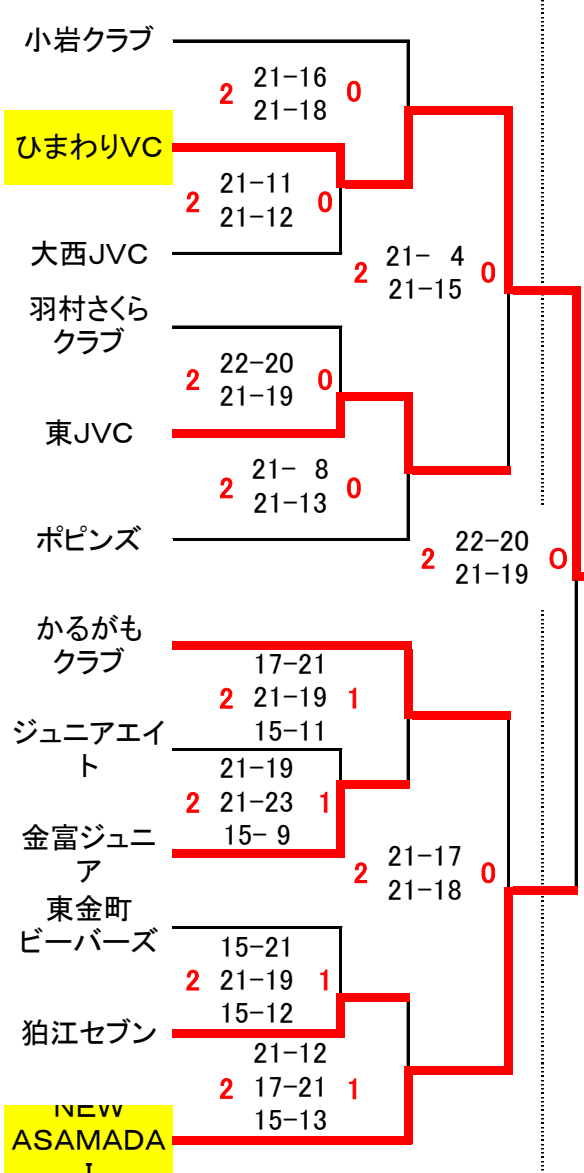 小岩クラブ
2 21-16 0
21-18
ひまわりVC
2 21-11 0
21-12
大西JVC
2 21- 4 0
21-15
羽村さくら
クラブ
2 22-20 0
21-19
東JVC
2 21- 8 0
21-13
ポピンズ
2 22-20 0
21-19
かるがも
クラブ
17-21
2 21-19 1
15-11
ジュニアエイ
ト
21-19
2 21-23 1
15- 9
金富ジュニ
ア
2 21-17 0
21-18
東金町
ビーバーズ
15-21
2 21-19 1
15-12
狛江セブン
21-12
2 17-21 1
15-13
NEW
ASAMADA
I